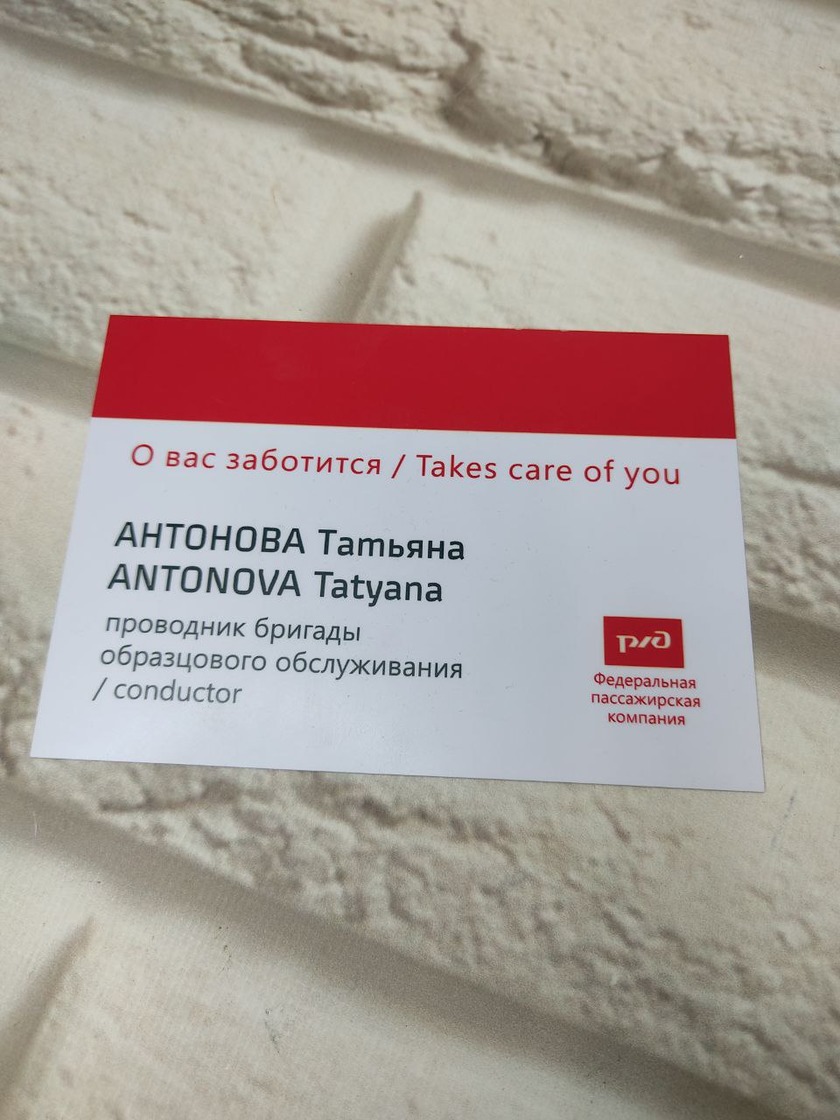 О вас заботится / Takes care of you
АНТОНОВА Татьяна
ANTONOVA Tatyana
проводник бригады
образцового обслуживания
/ conductor
ржд
Федеральная
пассажирская
компания